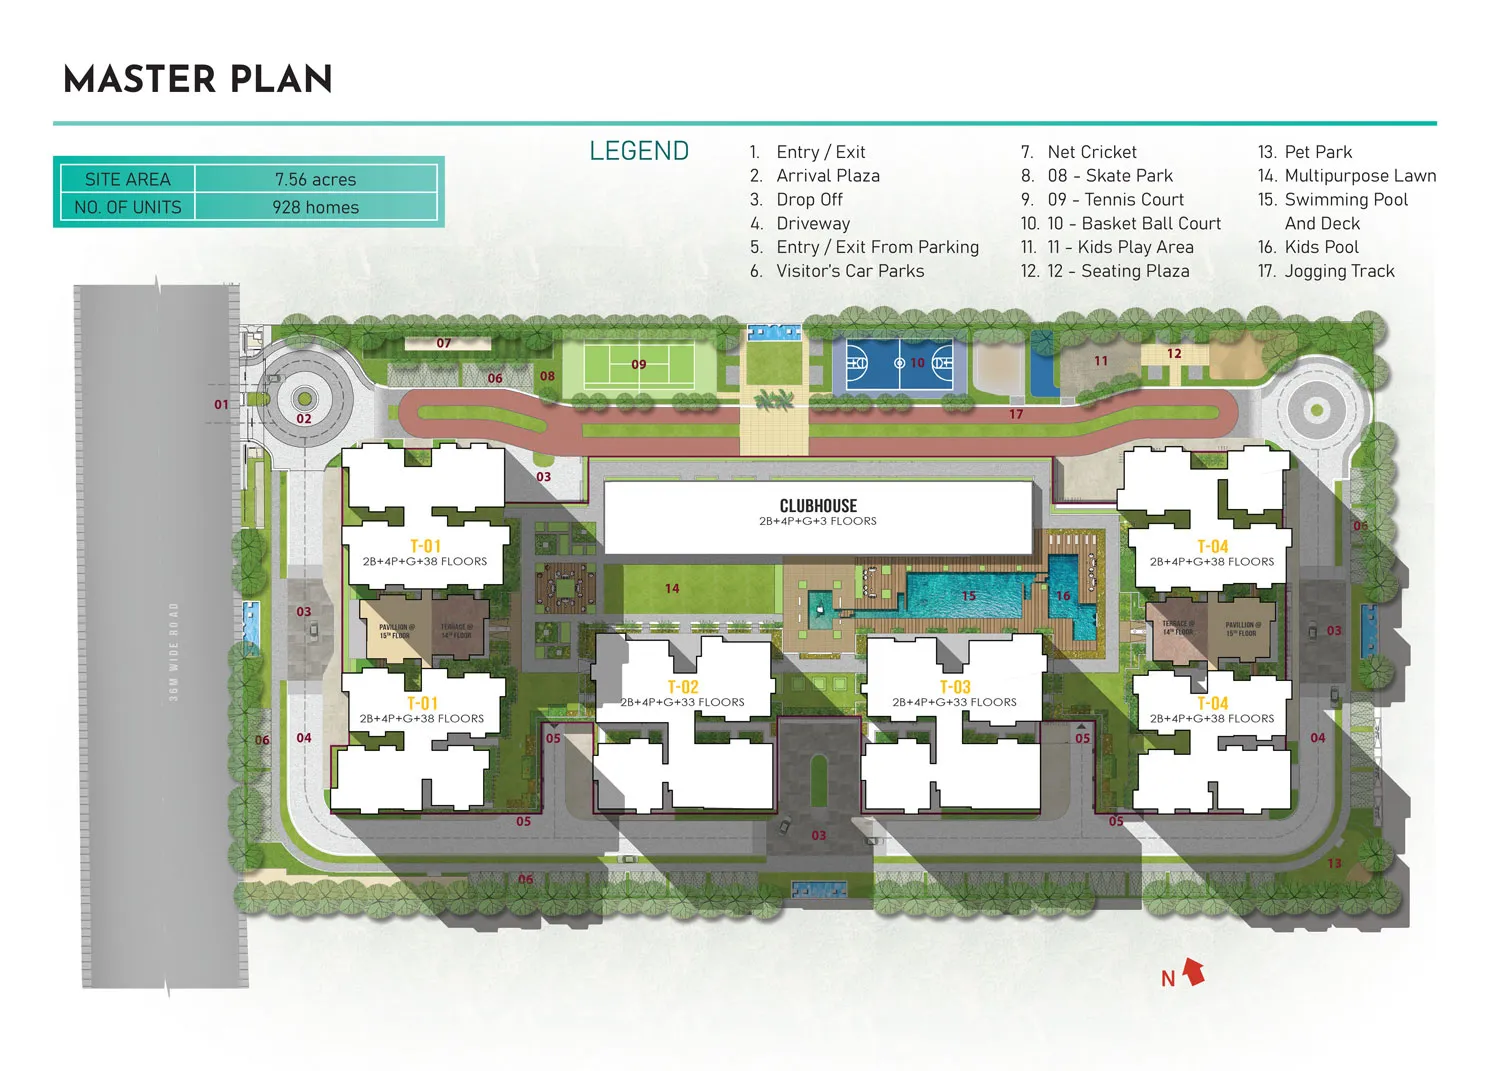 MASTER PLAN
SITE AREA 7.56 acres
NO. OF UNITS 928 homes
LEGEND
1. Entry / Exit
2. Arrival Plaza
3. Drop Off
4. Driveway
5. Entry / Exit From Parking
6. Visitor's Car Parks
7. Net Cricket
8. 08 - Skate Park
9. 09 - Tennis Court
10. 10 - Basket Ball Court
11. 11 - Kids Play Area
12. 12 - Seating Plaza
13. Pet Park
14. Multipurpose Lawn
15. Swimming Pool
And Deck
16. Kids Pool
17. Jogging Track
07
09
10
11
12
06
08
01
02
17
03
CLUBHOUSE
2B+4P+G+3 FLOORS
06
T-01
2B+4P+G+38 FLOORS
T-04
2B+4P+G+38 FLOORS
14
15
16
03
PAVILLION @
15TH FLOOR
TERRACE @
14TH FLOOR
TERRACE @
14TH FLOOR
PAVILION @
15TH FLOOR
03
36M WIDE ROAD
T-01
2B+4P+G+38 FLOORS
T-02
2B+4P+G+33 FLOORS
T-03
2B+4P+G+33 FLOORS
T-04
2B+4P+G+38 FLOORS
06
04
05
05
04
05
03
05
13
06
N